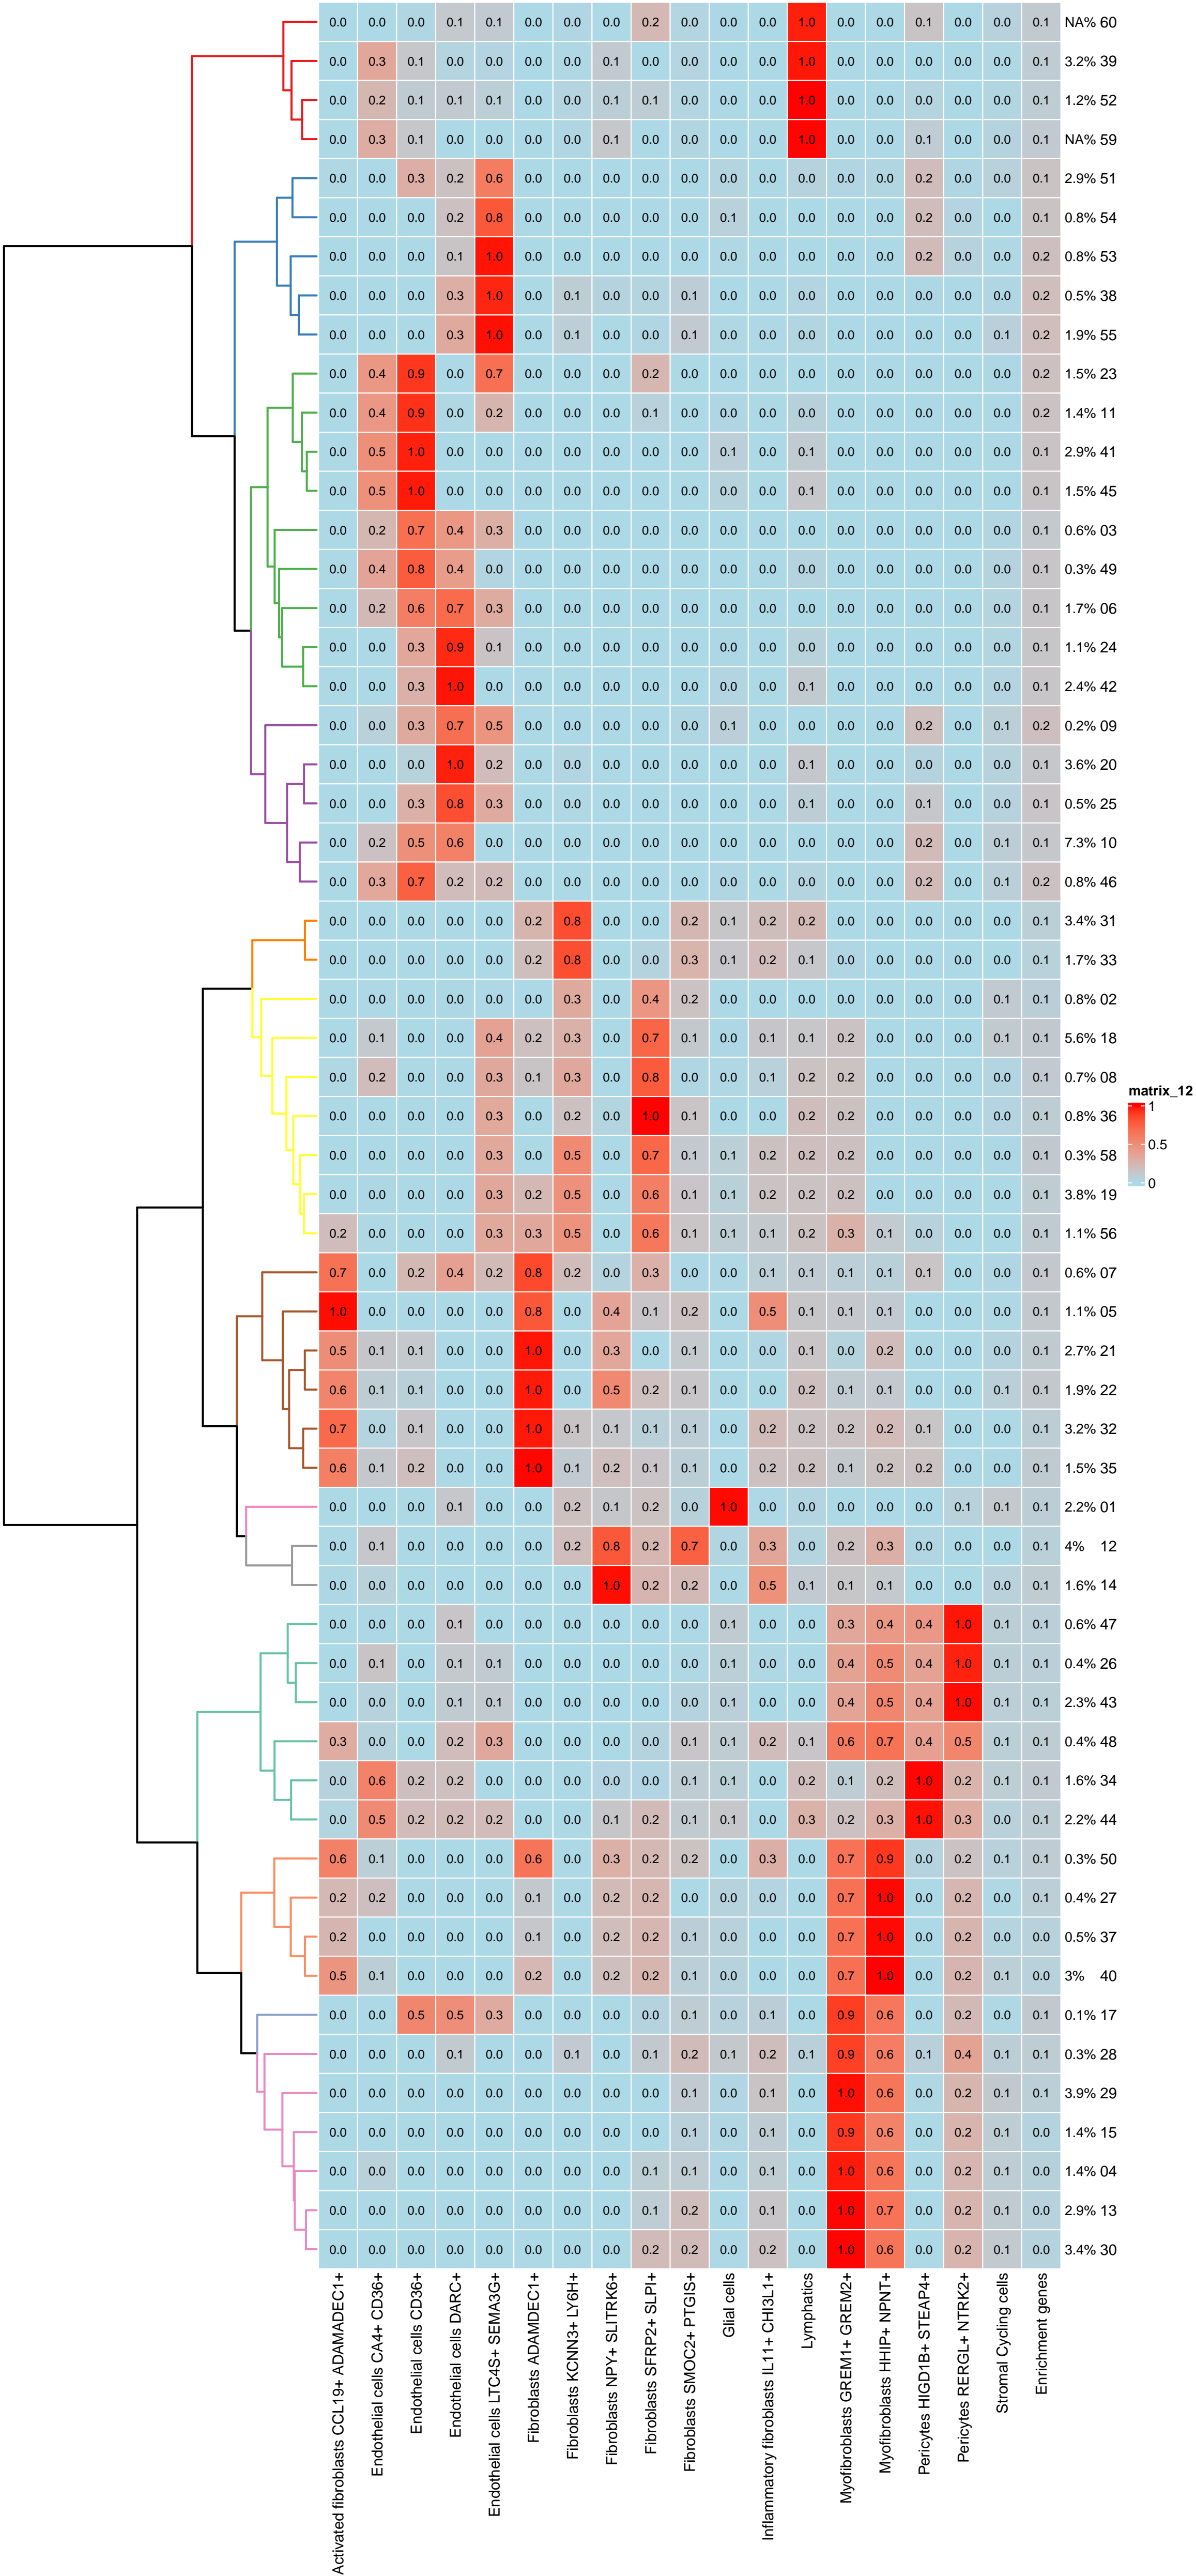 0.0 0.0 0.0 0.1 0.1 0.0 0.0 0.0 0.2 0.0 0.0 0.0 1.0 0.0 0.0 0.1 0.0 0.0 0.1 NA% 60
0.0 0.3 0.1 0.0 0.0 0.0 0.0 0.1 0.0 0.0 0.0 0.0 1.0 0.0 0.0 0.0 0.0 0.0 0.1 3.2% 39
0.0 0.2 0.1 0.1 0.1 0.0 0.0 0.1 0.1 0.0 0.0 0.0 1.0 0.0 0.0 0.0 0.0 0.0 0.1 1.2% 52
0.0 0.3 0.1 0.0 0.0 0.0 0.0 0.1 0.0 0.0 0.0 0.0 1.0 0.0 0.0 0.1 0.0 0.0 0.1 NA% 59
0.0 0.0 0.3 0.2 0.6 0.0 0.0 0.0 0.0 0.0 0.0 0.0 0.0 0.0 0.0 0.2 0.0 0.0 0.1 2.9% 51
0.0 0.0 0.0 0.2 0.8 0.0 0.0 0.0 0.0 0.0 0.1 0.0 0.0 0.0 0.0 0.2 0.0 0.0 0.1 0.8% 54
0.0 0.0 0.0 0.1 1.0 0.0 0.0 0.0 0.0 0.0 0.0 0.0 0.0 0.0 0.0 0.2 0.0 0.0 0.2 0.8% 53
0.0 0.0 0.0 0.3 1.0 0.0 0.1 0.0 0.0 0.1 0.0 0.0 0.0 0.0 0.0 0.0 0.0 0.0 0.2 0.5% 38
0.0 0.0 0.0 0.3 1.0 0.0 0.1 0.0 0.0 0.1 0.0 0.0 0.0 0.0 0.0 0.0 0.0 0.1 0.2 1.9% 55
0.0 0.4 0.9 0.0 0.7 0.0 0.0 0.0 0.2 0.0 0.0 0.0 0.0 0.0 0.0 0.0 0.0 0.0 0.2 1.5% 23
0.0 0.4 0.9 0.0 0.2 0.0 0.0 0.0 0.1 0.0 0.0 0.0 0.0 0.0 0.0 0.0 0.0 0.0 0.2 1.4% 11
0.0 0.5 1.0 0.0 0.0 0.0 0.0 0.0 0.0 0.0 0.1 0.0 0.1 0.0 0.0 0.0 0.0 0.0 0.1 2.9% 41
0.0 0.5 1.0 0.0 0.0 0.0 0.0 0.0 0.0 0.0 0.0 0.0 0.1 0.0 0.0 0.0 0.0 0.0 0.1 1.5% 45
0.0 0.2 0.7 0.4 0.3 0.0 0.0 0.0 0.0 0.0 0.0 0.0 0.0 0.0 0.0 0.0 0.0 0.0 0.1 0.6% 03
0.0 0.4 0.8 0.4 0.0 0.0 0.0 0.0 0.0 0.0 0.0 0.0 0.0 0.0 0.0 0.0 0.0 0.0 0.1 0.3% 49
0.0 0.2 0.6 0.7 0.3 0.0 0.0 0.0 0.0 0.0 0.0 0.0 0.0 0.0 0.0 0.0 0.0 0.0 0.1 1.7% 06
0.0 0.0 0.3 0.9 0.1 0.0 0.0 0.0 0.0 0.0 0.0 0.0 0.0 0.0 0.0 0.0 0.0 0.0 0.1 1.1% 24
0.0 0.0 0.3 1.0 0.0 0.0 0.0 0.0 0.0 0.0 0.0 0.0 0.1 0.0 0.0 0.0 0.0 0.0 0.1 2.4% 42
0.0 0.0 0.3 0.7 0.5 0.0 0.0 0.0 0.0 0.0 0.1 0.0 0.0 0.0 0.0 0.2 0.0 0.1 0.2 0.2% 09
0.0 0.0 0.0 1.0 0.2 0.0 0.0 0.0 0.0 0.0 0.0 0.0 0.1 0.0 0.0 0.0 0.0 0.0 0.1 3.6% 20
0.0 0.0 0.3 0.8 0.3 0.0 0.0 0.0 0.0 0.0 0.0 0.0 0.1 0.0 0.0 0.1 0.0 0.0 0.1 0.5% 25
0.0 0.2 0.5 0.6 0.0 0.0 0.0 0.0 0.0 0.0 0.0 0.0 0.0 0.0 0.0 0.2 0.0 0.1 0.1 7.3% 10
0.0 0.3 0.7 0.2 0.2 0.0 0.0 0.0 0.0 0.0 0.0 0.0 0.0 0.0 0.0 0.2 0.0 0.1 0.2 0.8% 46
0.0 0.0 0.0 0.0 0.0 0.2 0.8 0.0 0.0 0.2 0.1 0.2 0.2 0.0 0.0 0.0 0.0 0.0 0.1 3.4% 31
0.0 0.0 0.0 0.0 0.0 0.2 0.8 0.0 0.0 0.3 0.1 0.2 0.1 0.0 0.0 0.0 0.0 0.0 0.1 1.7% 33
0.0 0.0 0.0 0.0 0.0 0.0 0.3 0.0 0.4 0.2 0.0 0.0 0.0 0.0 0.0 0.0 0.0 0.1 0.1 0.8% 02
0.0 0.1 0.0 0.0 0.4 0.2 0.3 0.0 0.7 0.1 0.0 0.1 0.1 0.2 0.0 0.0 0.0 0.1 0.1 5.6% 18
0.0 0.2 0.0 0.0 0.3 0.1 0.3 0.0 0.8 0.0 0.0 0.1 0.2 0.2 0.0 0.0 0.0 0.0 0.1 0.7% 08
0.0 0.0 0.0 0.0 0.3 0.0 0.2 0.0 1.0 0.1 0.0 0.0 0.2 0.2 0.0 0.0 0.0 0.0 0.1 0.8% 36
0.0 0.0 0.0 0.0 0.3 0.0 0.5 0.0 0.7 0.1 0.1 0.2 0.2 0.2 0.0 0.0 0.0 0.0 0.1 0.3% 58
0.0 0.0 0.0 0.0 0.3 0.2 0.5 0.0 0.6 0.1 0.1 0.2 0.2 0.2 0.0 0.0 0.0 0.0 0.1 3.8% 19
0.2 0.0 0.0 0.0 0.3 0.3 0.5 0.0 0.6 0.1 0.1 0.1 0.2 0.3 0.1 0.0 0.0 0.0 0.1 1.1% 56
0.7 0.0 0.2 0.4 0.2 0.8 0.2 0.0 0.3 0.0 0.0 0.1 0.1 0.1 0.1 0.1 0.0 0.0 0.1 0.6% 07
1.0 0.0 0.0 0.0 0.0 0.8 0.0 0.4 0.1 0.2 0.0 0.5 0.1 0.1 0.1 0.0 0.0 0.0 0.1 1.1% 05
0.5 0.1 0.1 0.0 0.0 1.0 0.0 0.3 0.0 0.1 0.0 0.0 0.1 0.0 0.2 0.0 0.0 0.0 0.1 2.7% 21
0.6 0.1 0.1 0.0 0.0 1.0 0.0 0.5 0.2 0.1 0.0 0.0 0.2 0.1 0.1 0.0 0.0 0.1 0.1 1.9% 22
0.7 0.0 0.1 0.0 0.0 1.0 0.1 0.1 0.1 0.1 0.0 0.2 0.2 0.2 0.2 0.1 0.0 0.0 0.1 3.2% 32
0.6 0.1 0.2 0.0 0.0 1.0 0.1 0.2 0.1 0.1 0.0 0.2 0.2 0.1 0.2 0.2 0.0 0.0 0.1 1.5% 35
0.0 0.0 0.0 0.1 0.0 0.0 0.2 0.1 0.2 0.0 1.0 0.0 0.0 0.0 0.0 0.0 0.1 0.1 0.1 2.2% 01
0.0 0.1 0.0 0.0 0.0 0.0 0.2 0.8 0.2 0.7 0.0 0.3 0.0 0.2 0.3 0.0 0.0 0.0 0.1 4% 12
0.0 0.0 0.0 0.0 0.0 0.0 0.0 1.0 0.2 0.2 0.0 0.5 0.1 0.1 0.1 0.0 0.0 0.0 0.1 1.6% 14
0.0 0.0 0.0 0.1 0.0 0.0 0.0 0.0 0.0 0.0 0.1 0.0 0.0 0.3 0.4 0.4 1.0 0.1 0.1 0.6% 47
0.0 0.1 0.0 0.1 0.1 0.0 0.0 0.0 0.0 0.0 0.1 0.0 0.0 0.4 0.5 0.4 1.0 0.1 0.1 0.4% 26
0.0 0.0 0.0 0.1 0.1 0.0 0.0 0.0 0.0 0.0 0.1 0.0 0.0 0.4 0.5 0.4 1.0 0.1 0.1 2.3% 43
0.3 0.0 0.0 0.2 0.3 0.0 0.0 0.0 0.0 0.1 0.1 0.2 0.1 0.6 0.7 0.4 0.5 0.1 0.1 0.4% 48
0.0 0.6 0.2 0.2 0.0 0.0 0.0 0.0 0.0 0.1 0.1 0.0 0.2 0.1 0.2 1.0 0.2 0.1 0.1 1.6% 34
0.0 0.5 0.2 0.2 0.2 0.0 0.0 0.1 0.2 0.1 0.1 0.0 0.3 0.2 0.3 1.0 0.3 0.0 0.1 2.2% 44
0.6 0.1 0.0 0.0 0.0 0.6 0.0 0.3 0.2 0.2 0.0 0.3 0.0 0.7 0.9 0.0 0.2 0.1 0.1 0.3% 50
0.2 0.2 0.0 0.0 0.0 0.1 0.0 0.2 0.2 0.0 0.0 0.0 0.0 0.7 1.0 0.0 0.2 0.0 0.1 0.4% 27
0.2 0.0 0.0 0.0 0.0 0.1 0.0 0.2 0.2 0.1 0.0 0.0 0.0 0.7 1.0 0.0 0.2 0.0 0.1 0.5% 37
0.5 0.1 0.0 0.0 0.0 0.2 0.0 0.2 0.2 0.1 0.0 0.0 0.0 0.7 1.0 0.0 0.2 0.1 0.0 3% 40
0.0 0.0 0.5 0.5 0.3 0.0 0.0 0.0 0.0 0.1 0.0 0.1 0.0 0.9 0.6 0.0 0.2 0.0 0.1 0.1% 17
0.0 0.0 0.0 0.1 0.0 0.0 0.1 0.0 0.1 0.2 0.1 0.2 0.1 0.9 0.6 0.1 0.4 0.1 0.1 0.3% 28
0.0 0.0 0.0 0.0 0.0 0.0 0.0 0.0 0.0 0.1 0.0 0.1 0.0 1.0 0.6 0.0 0.2 0.1 0.1 3.9% 29
0.0 0.0 0.0 0.0 0.0 0.0 0.0 0.0 0.0 0.1 0.0 0.1 0.0 0.9 0.6 0.0 0.2 0.1 0.0 1.4% 15
0.0 0.0 0.0 0.0 0.0 0.0 0.0 0.0 0.1 0.1 0.0 0.1 0.0 1.0 0.6 0.0 0.2 0.1 0.0 1.4% 04
0.0 0.0 0.0 0.0 0.0 0.0 0.0 0.0 0.1 0.2 0.0 0.1 0.0 1.0 0.7 0.0 0.2 0.1 0.0 2.9% 13
0.0 0.0 0.0 0.0 0.0 0.0 0.0 0.0 0.2 0.2 0.0 0.2 0.0 1.0 0.6 0.0 0.2 0.1 0.0 3.4% 30
Activated fibroblasts CCL19+ ADAMADEC1+
Endothelial cells CA4+ CD36+
Endothelial cells CD36+
Endothelial cells DARC+
Endothelial cells LTC4S+ SEMA3G+
Fibroblasts ADAMDEC1+
Fibroblasts KCNN3+ LY6H+
Fibroblasts NPY+ SLITRK6+
Fibroblasts SFRP2+ SLPI+
Fibroblasts SMOC2+ PTGIS+
Glial cells
Inflammatory fibroblasts IL11+ CHI3L1+
Lymphatics
Myofibroblasts GREM1+ GREM2+
Myofibroblasts HHIP+ NPNT+
Pericytes HIGD1B+ STEAP4+
Pericytes RERGL+ NTRK2+
Stromal Cycling cells
Enrichment genes
matrix_12
1
0.5
0